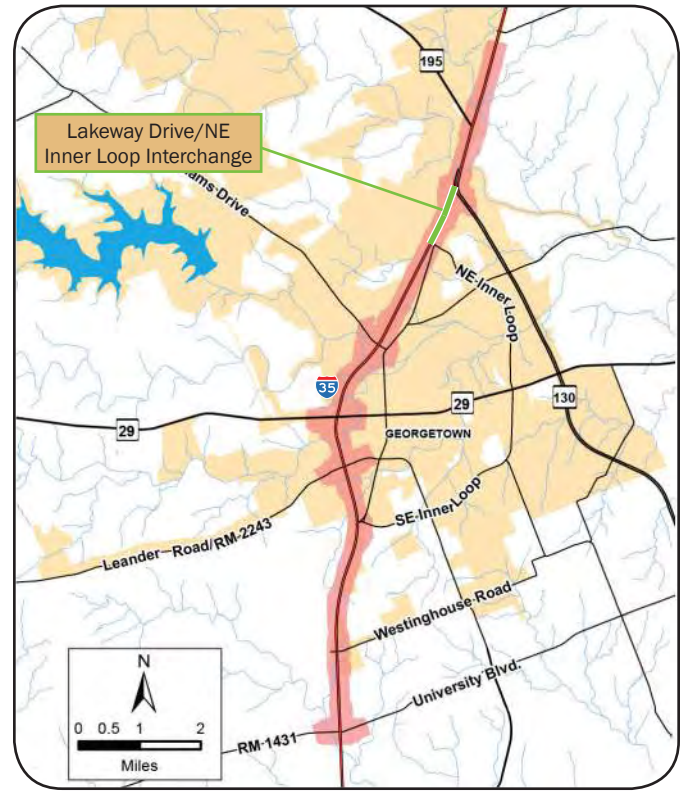 195
Lakeway Drive/NE
Inner Loop Interchange
ams Drive
NE Inner Loop
35
29
29
130
GEORGETOWN
SE Inner Loop
Leander Road/RM-2243
Westinghouse Road
University Blvd.
RM-1431
N
0 0.5 1 2
Miles